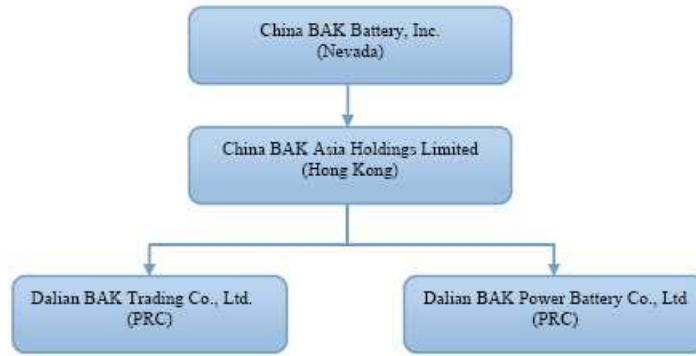 China BAK Battery, Inc.
(Nevada)
China BAK Asia Holdings Limited
(Hong Kong)
Dalian BAK Trading Co., Ltd.
(PRC)
Dalian BAK Power Battery Co., Ltd
(PRC)